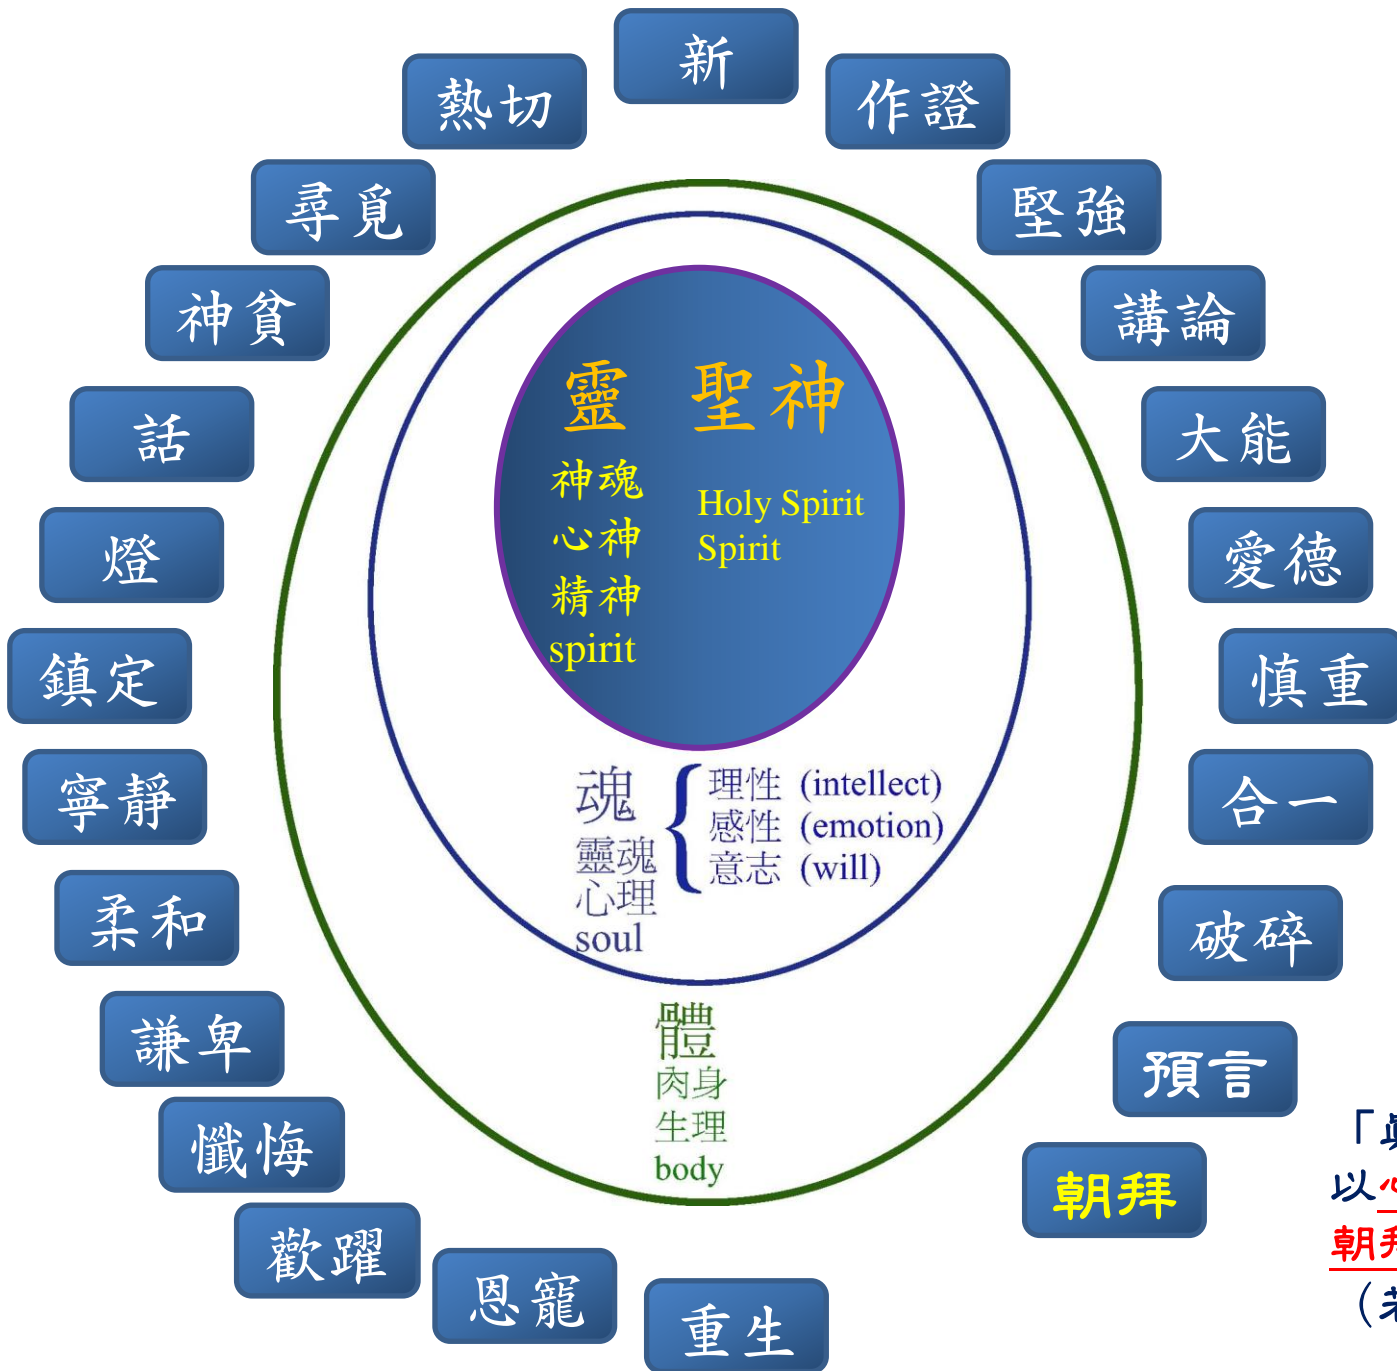 新
熱切
作證
尋覓
堅強
神貧
講論
話
大能
燈
愛德
鎮定
慎重
寧靜
合一
柔和
破碎
謙卑
預言
懺悔
朝拜
歡躍
恩寵
重生
靈 聖神
神魂
心神
精神
spirit
Holy Spirit
Spirit
魂
靈魂
心理
soul
理性 (intellect)
感性 (emotion)
意志 (will)
體
肉身
生理
body
「真
以心
朝拜
（若